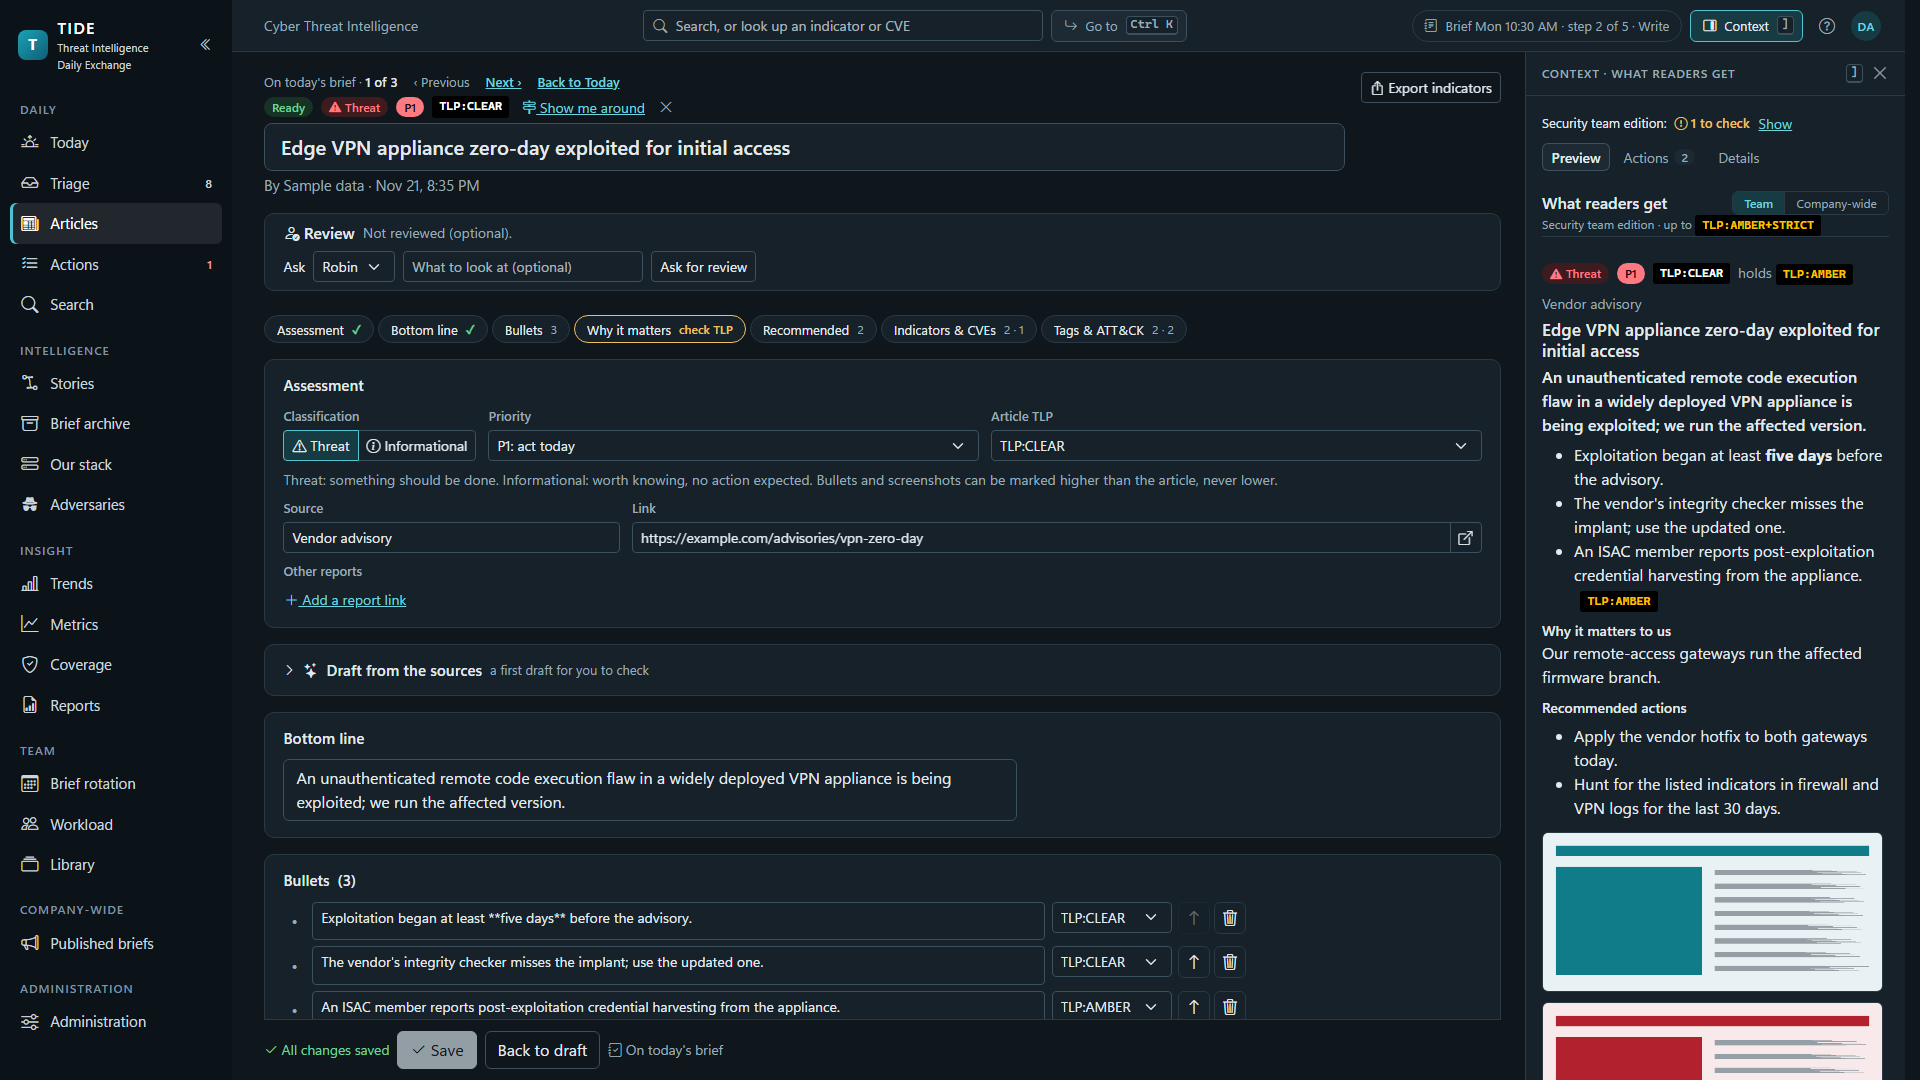 TIDE
Threat Intelligence
Daily Exchange
DAILY
Today
Triage 8
Articles
Actions 1
Search
INTELLIGENCE
Stories
Brief archive
Our stack
Adversaries
INSIGHT
Trends
Metrics
Coverage
Reports
TEAM
Brief rotation
Workload
Library
COMPANY-WIDE
Published briefs
ADMINISTRATION
Administration
Cyber Threat Intelligence
Search, or look up an indicator or CVE
Go to Ctrl K
Brief Mon 10:30 AM · step 2 of 5 · Write
Context ]
DA
On today's brief · 1 of 3 ‹ Previous Next › Back to Today
Ready Threat P1 TLP:CLEAR Show me around
Export indicators
Edge VPN appliance zero-day exploited for initial access
By Sample data · Nov 21, 8:35 PM
Review Not reviewed (optional).
Ask Robin What to look at (optional) Ask for review
Assessment ✓ Bottom line ✓ Bullets 3 Why it matters check TLP Recommended 2 Indicators & CVEs 2 · 1 Tags & ATT&CK 2 · 2
Assessment
Classification Priority Article TLP
Threat Informational P1: act today TLP:CLEAR
Threat: something should be done. Informational: worth knowing, no action expected. Bullets and screenshots can be marked higher than the article, never lower.
Source Link
Vendor advisory https://example.com/advisories/vpn-zero-day
Other reports
+ Add a report link
Draft from the sources a first draft for you to check
Bottom line
An unauthenticated remote code execution flaw in a widely deployed VPN appliance is being
exploited; we run the affected version.
Bullets (3)
• Exploitation began at least **five days** before the advisory. TLP:CLEAR
• The vendor's integrity checker misses the implant; use the updated one. TLP:CLEAR
• An ISAC member reports post-exploitation credential harvesting from the appliance. TLP:AMBER
✓ All changes saved ✓ Save Back to draft On today's brief
CONTEXT · WHAT READERS GET ]
Security team edition: 1 to check Show
Preview Actions 2 Details
What readers get Team Company-wide
Security team edition · up to TLP:AMBER+STRICT
Threat P1 TLP:CLEAR holds TLP:AMBER
Vendor advisory
Edge VPN appliance zero-day exploited for
initial access
An unauthenticated remote code execution
flaw in a widely deployed VPN appliance is
being exploited; we run the affected version.
• Exploitation began at least five days before
the advisory.
• The vendor's integrity checker misses the
implant; use the updated one.
• An ISAC member reports post-exploitation
credential harvesting from the appliance.
TLP:AMBER
Why it matters to us
Our remote-access gateways run the affected
firmware branch.
Recommended actions
• Apply the vendor hotfix to both gateways
today.
• Hunt for the listed indicators in firewall and
VPN logs for the last 30 days.